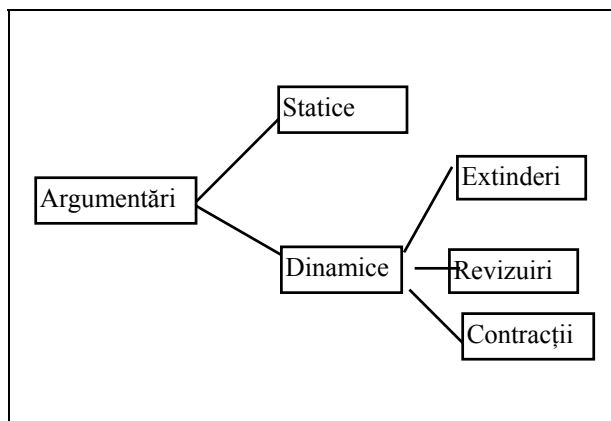 Statice
Extinderi
Argumentări
Dinamice
Revizuiri
Contracții